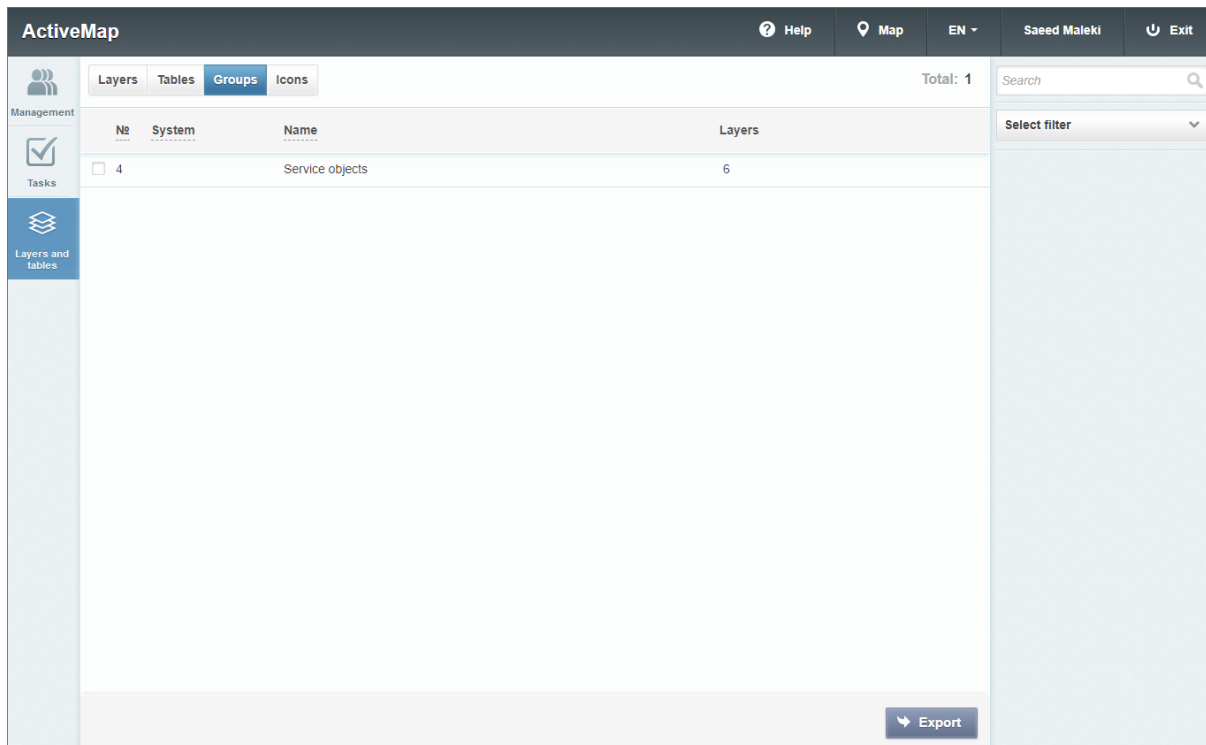 ActiveMap
Help
Map
EN
Saeed Maleki
Exit
Management
Tasks
Layers and
tables
Layers Tables Groups Icons
Total: 1
№ System Name Layers
4 Service objects 6
Export
Search
Select filter